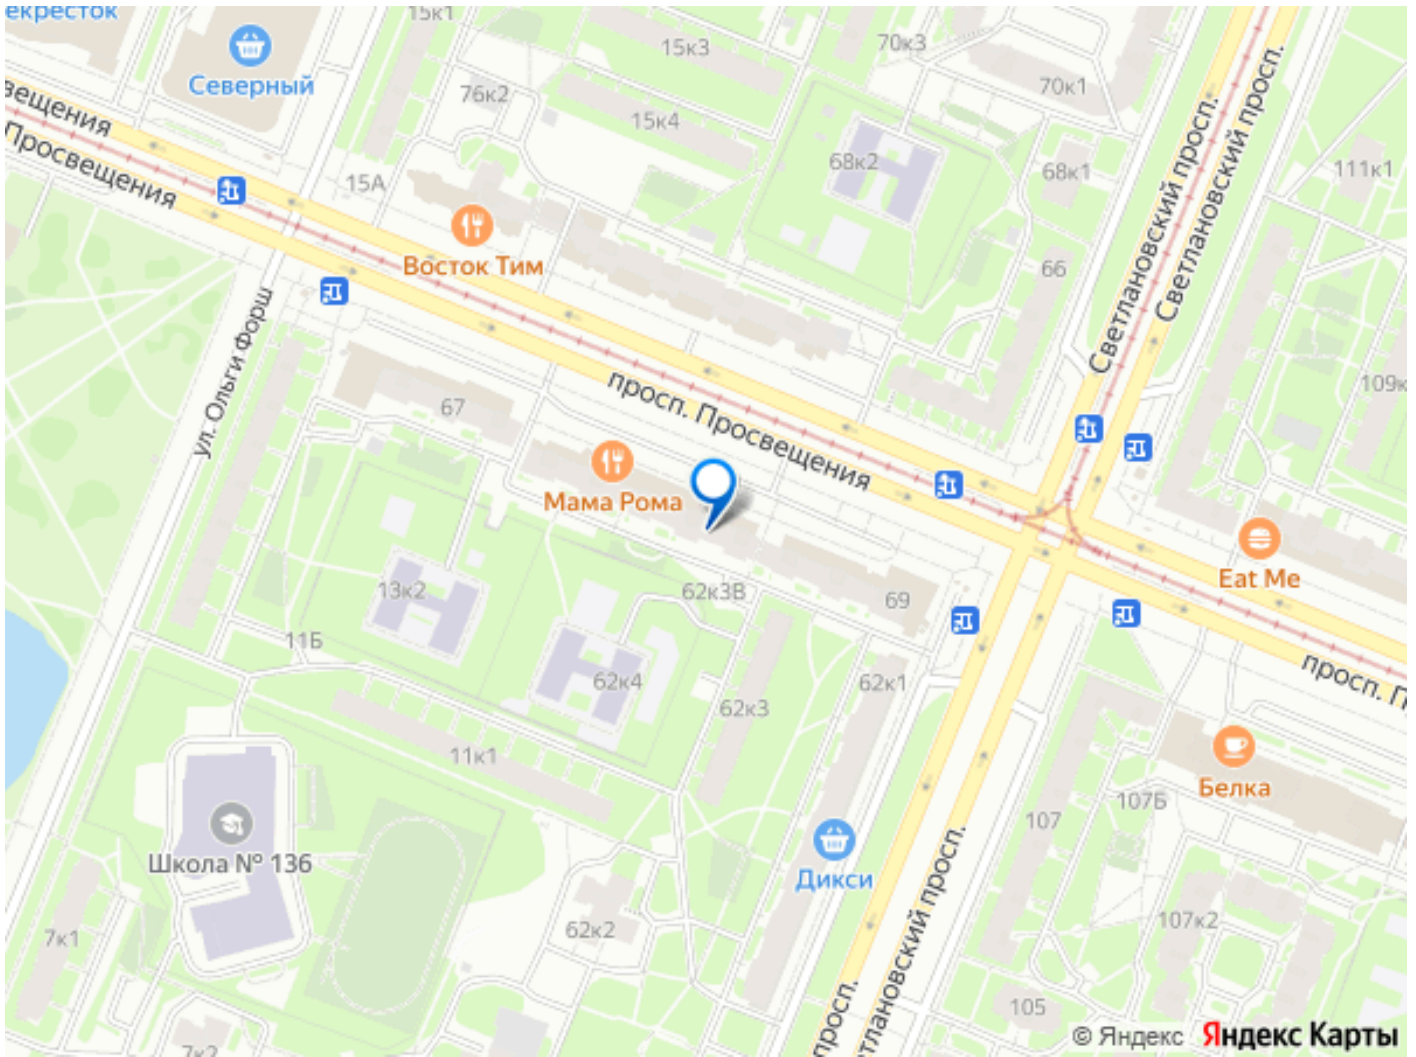 екресток
15к1
15к3
70к3
Северный
76к2
70к1
15к4
вещения
Просвещения
15А
68к2
68к1
111к1
Светлановский просп.
Светлановский просп.
Восток Тим
66
ул. Ольги Форш
просп. Просвещения
109к
67
Мама Рома
Eat Me
13к2
62к3В
69
11Б
62к4
62к1
62к3
просп. П
11к1
Белка
107Б
107
Школа № 136
Дикси
7к1
62к2
107к2
просп.
тлановский просп.
105
7к2
© Яндекс Яндекс Карты